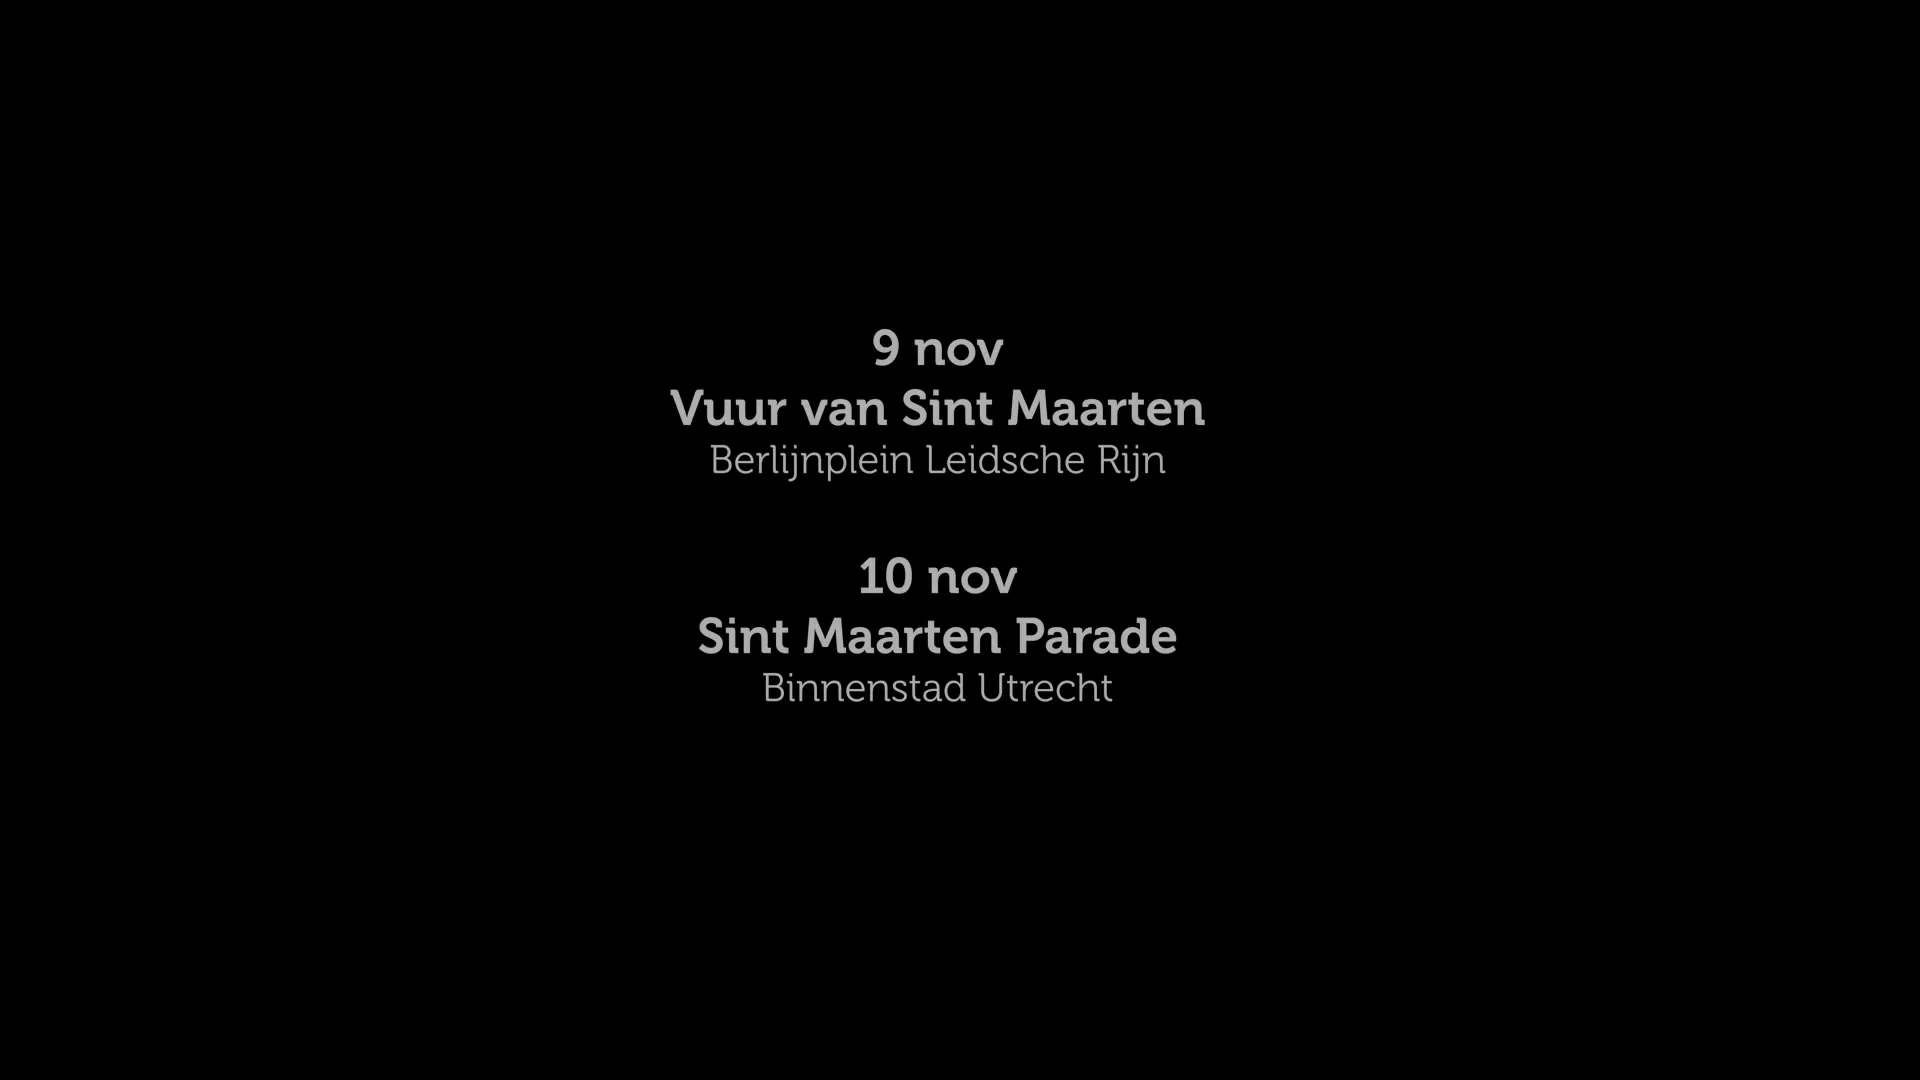 9 nov
Vuur van Sint Maarten
Berlijnplein Leidsche Rijn
10 nov
Sint Maarten Parade
Binnenstad Utrecht